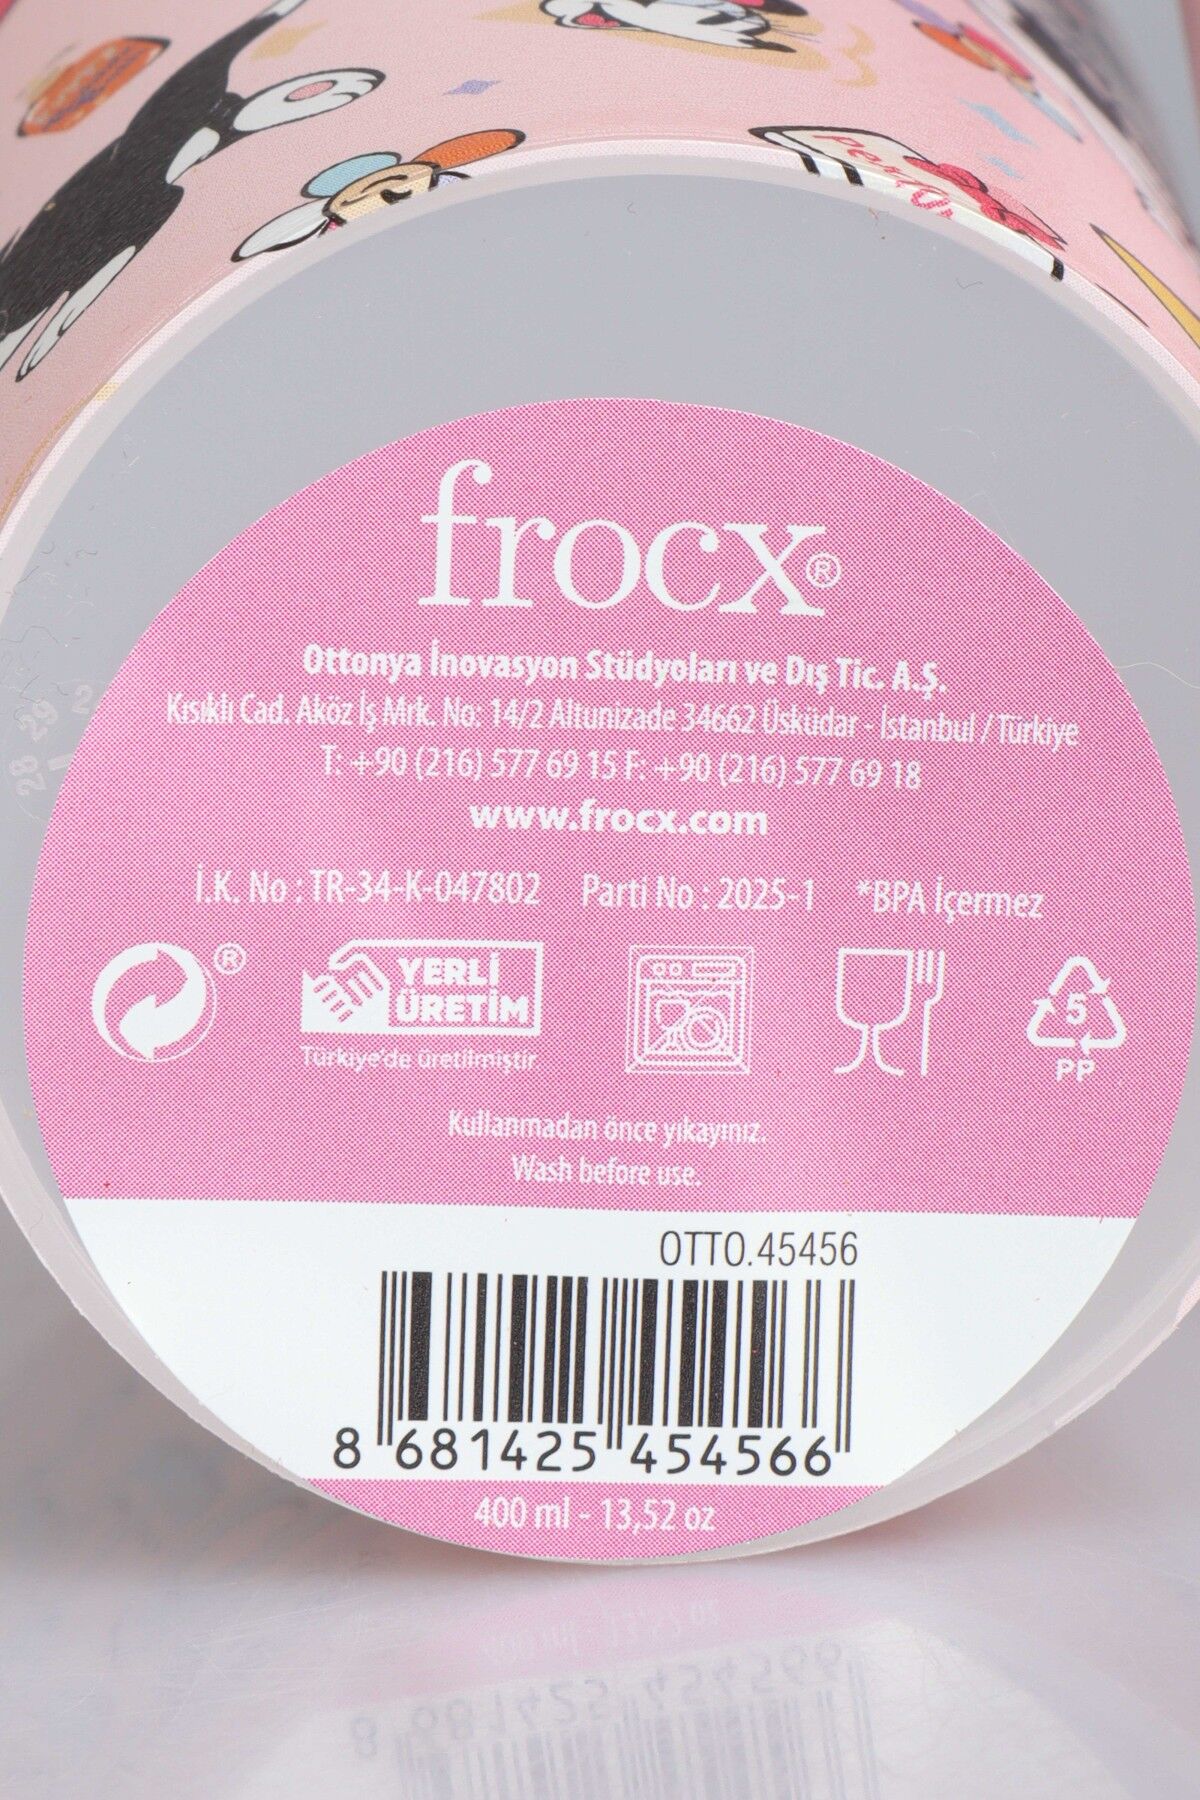 frocx®
Ottonya İnovasyon Stüdyoları ve Dış Tic. A.Ş.
Kısıklı Cad. Aköz İş Mrk. No: 14/2 Altunizade 34662 Üsküdar - İstanbul / Türkiye
T: +90 (216) 577 69 15 F: +90 (216) 577 69 18
www.frocx.com
İ.K. No : TR-34-K-047802 Parti No : 2025-1 *BPA İçermez
®
YERLİ
ÜRETİM
Türkiye'de üretilmiştir.
5
PP
Kullanmadan önce yıkayınız.
Wash before use.
OTTO.45456
8 681425 454566
400 ml - 13,52 oz
28 29